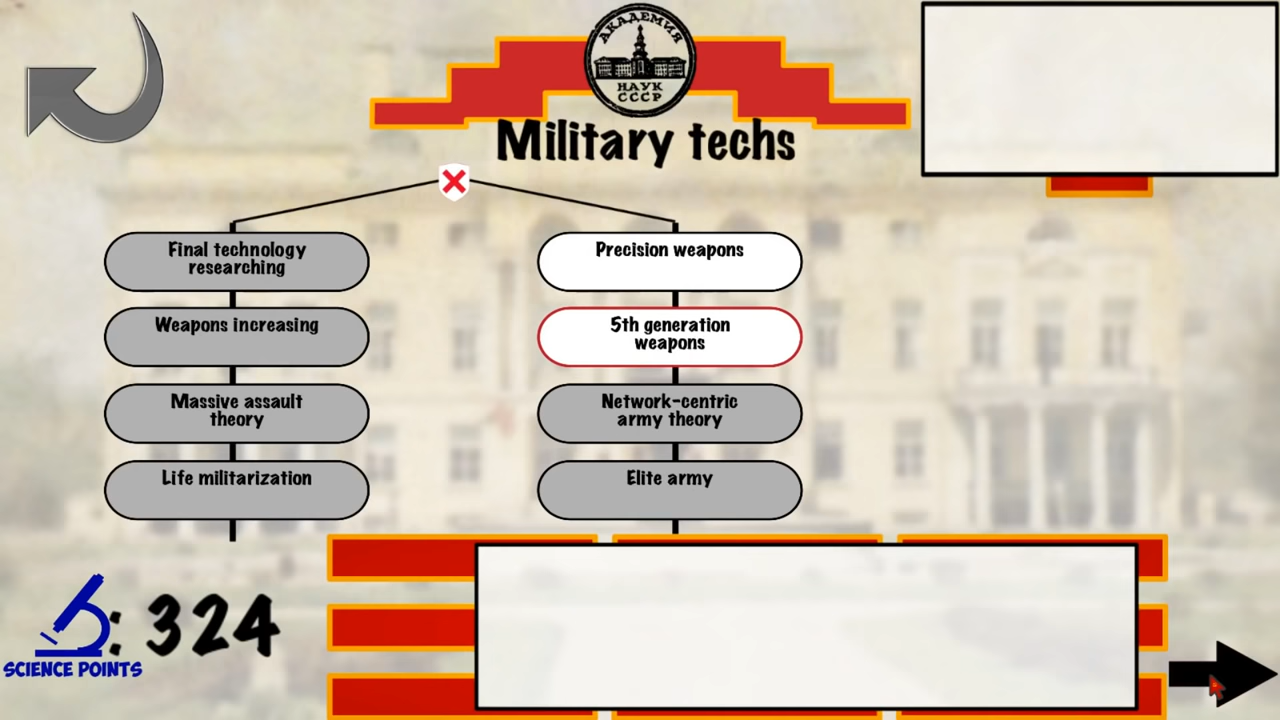 АКАДЕМИЯ
НАУК
СССР
Military techs
Final technology
researching
Precision weapons
Weapons increasing
5th generation
weapons
Massive assault
theory
Network-centric
army theory
Life militarization
Elite army
: 324
SCIENCE POINTS